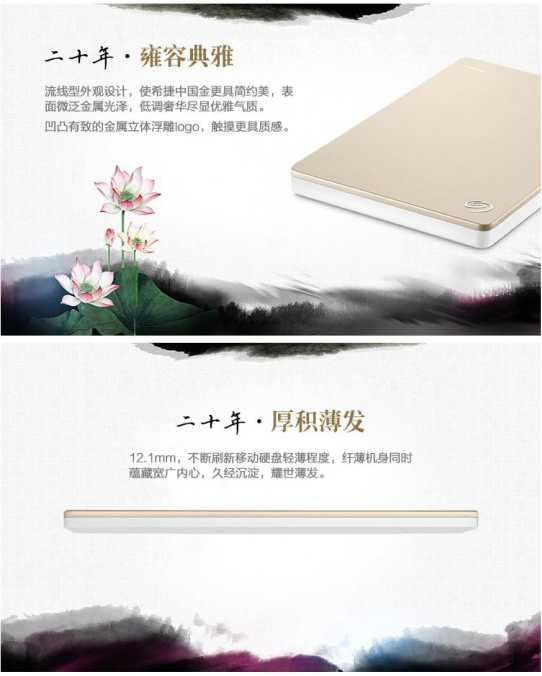 二十年·雍容典雅
流线型外观设计，使希捷中国金更具简约美，表
面微泛金属光泽，低调奢华尽显优雅气质。
凹凸有致的金属立体浮雕logo，触摸更具质感。
二十年·厚积薄发
12.1mm，不断刷新移动硬盘轻薄程度，纤薄机身同时
蕴藏宽广内心，久经沉淀，耀世薄发。